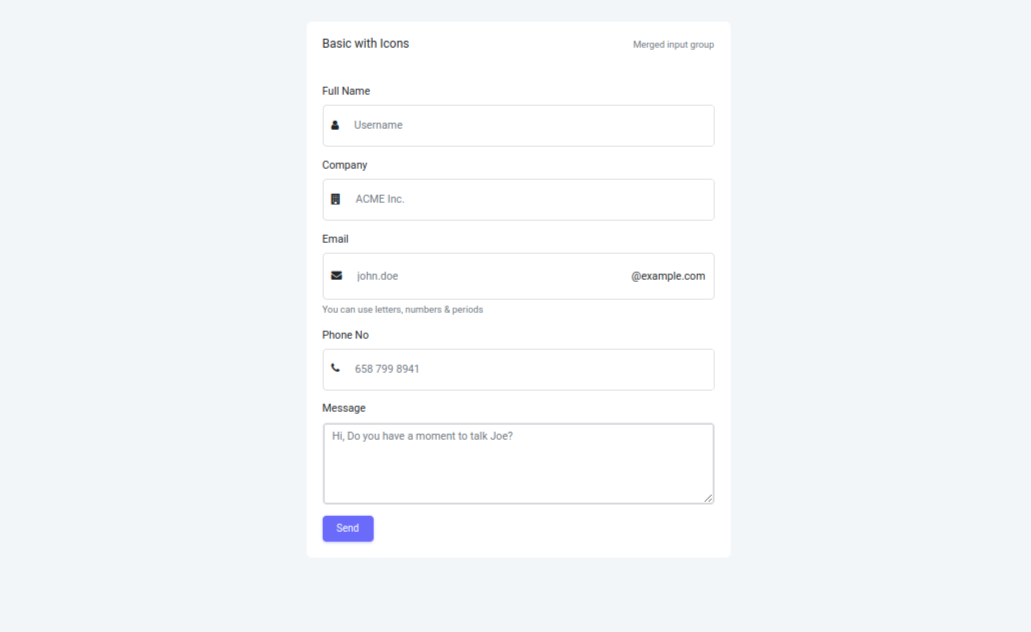 Basic with Icons
Merged input group
Full Name
Username
Company
ACME Inc.
Email
john.doe
@example.com
You can use letters, numbers & periods
Phone No
658 799 8941
Message
Hi, Do you have a moment to talk Joe?
Send